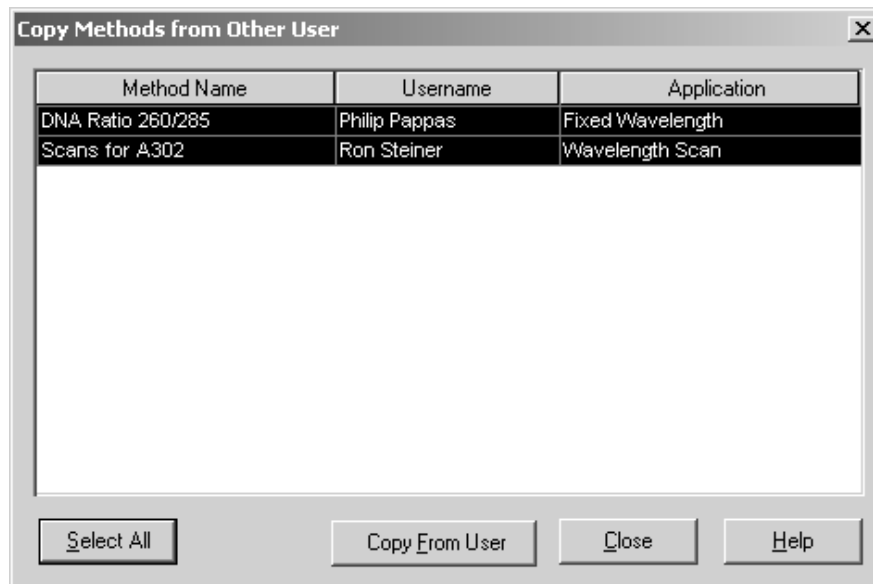 Copy Methods from Other User
Method Name Username Application
DNA Ratio 260/285 Philip Pappas Fixed Wavelength
Scans for A302 Ron Steiner Wavelength Scan
Select All Copy From User Close Help